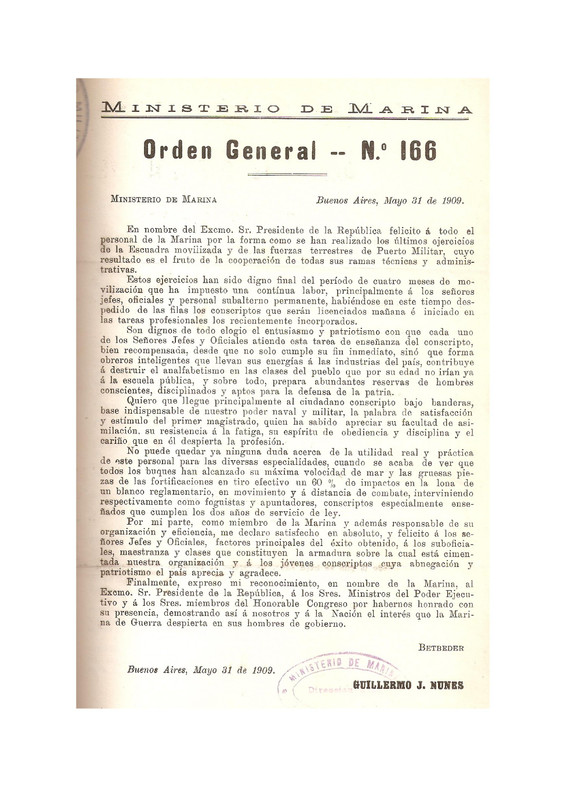 MINISTERIO DE MARINA
Orden General -- N.º 166
MINISTERIO DE MARINA Buenos Aires, Mayo 31 de 1909.
En nombre del Excmo. Sr. Presidente de la República felicito á todo el
personal de la Marina por la forma como se han realizado los últimos ejercicios
de la Escuadra movilizada y de las fuerzas terrestres de Puerto Militar, cuyo
resultado es el fruto de la cooperación de todas sus ramas técnicas y adminis-
trativas.
Estos ejercicios han sido digno final del período de cuatro meses de mo-
vilización que ha impuesto una contínua labor, principalmente á los señores
jefes, oficiales y personal subalterno permanente, habiéndose en este tiempo des-
pedido de las filas los conscriptos que serán licenciados mañana é iniciado en
las tareas profesionales los recientemente incorporados.
Son dignos de todo elogio el entusiasmo y patriotismo con que cada uno
de los Señores Jefes y Oficiales atiende esta tarea de enseñanza del conscripto,
bien recompensada, desde que no solo cumple su fin inmediato, sinó que forma
obreros inteligentes que llevan sus energías á las industrias del país, contribuye
á destruir el analfabetismo en las clases del pueblo que por su edad no irían ya
á la escuela pública, y sobre todo, prepara abundantes reservas de hombres
conscientes, disciplinados y aptos para la defensa de la patria.
Quiero que llegue principalmente al ciudadano conscripto bajo banderas,
base indispensable de nuestro poder naval y militar, la palabra de satisfacción
y estímulo del primer magistrado, quien ha sabido apreciar su facultad de asi-
milación. su resistencia á la fatiga, su espíritu de obediencia y disciplina y el
cariño que en él despierta la profesión.
No puede quedar ya ninguna duda acerca de la utilidad real y práctica
de este personal para las diversas especialidades, cuando se acaba de ver que
todos los buques han alcanzado su máxima velocidad de mar y las gruesas pie-
zas de las fortificaciones en tiro efectivo un 60 % de impactos en la lona de
un blanco reglamentario, en movimiento y á distancia de combate, interviniendo
respectivamente como foguistas y apuntadores, conscriptos especialmente ense-
ñados que cumplen los dos años de servicio de ley.
Por mi parte, como miembro de la Marina y además responsable de su
organización y eficiencia, me declaro satisfecho en absoluto, y felicito á los se-
ñores Jefes y Oficiales, factores principales del éxito obtenido, á los suboficia-
les, maestranza y clases que constituyen la armadura sobre la cual está cimen-
tada nuestra organización y á los jóvenes conscriptos cuya abnegación y
patriotismo el país aprecia y agradece.
Finalmente, expreso mi reconocimiento, en nombre de la Marina, al
Excmo. Sr. Presidente de la República, á los Sres. Ministros del Poder Ejecu-
tivo y á los Sres. miembros del Honorable Congreso por habernos honrado con
su presencia, demostrando así á nosotros y á la Nación el interés que la Mari-
na de Guerra despierta en sus hombres de gobierno.
BETBEDER
Buenos Aires, Mayo 31 de 1909.
MINISTERIO DE MARINA
GUILLERMO J. NUNES